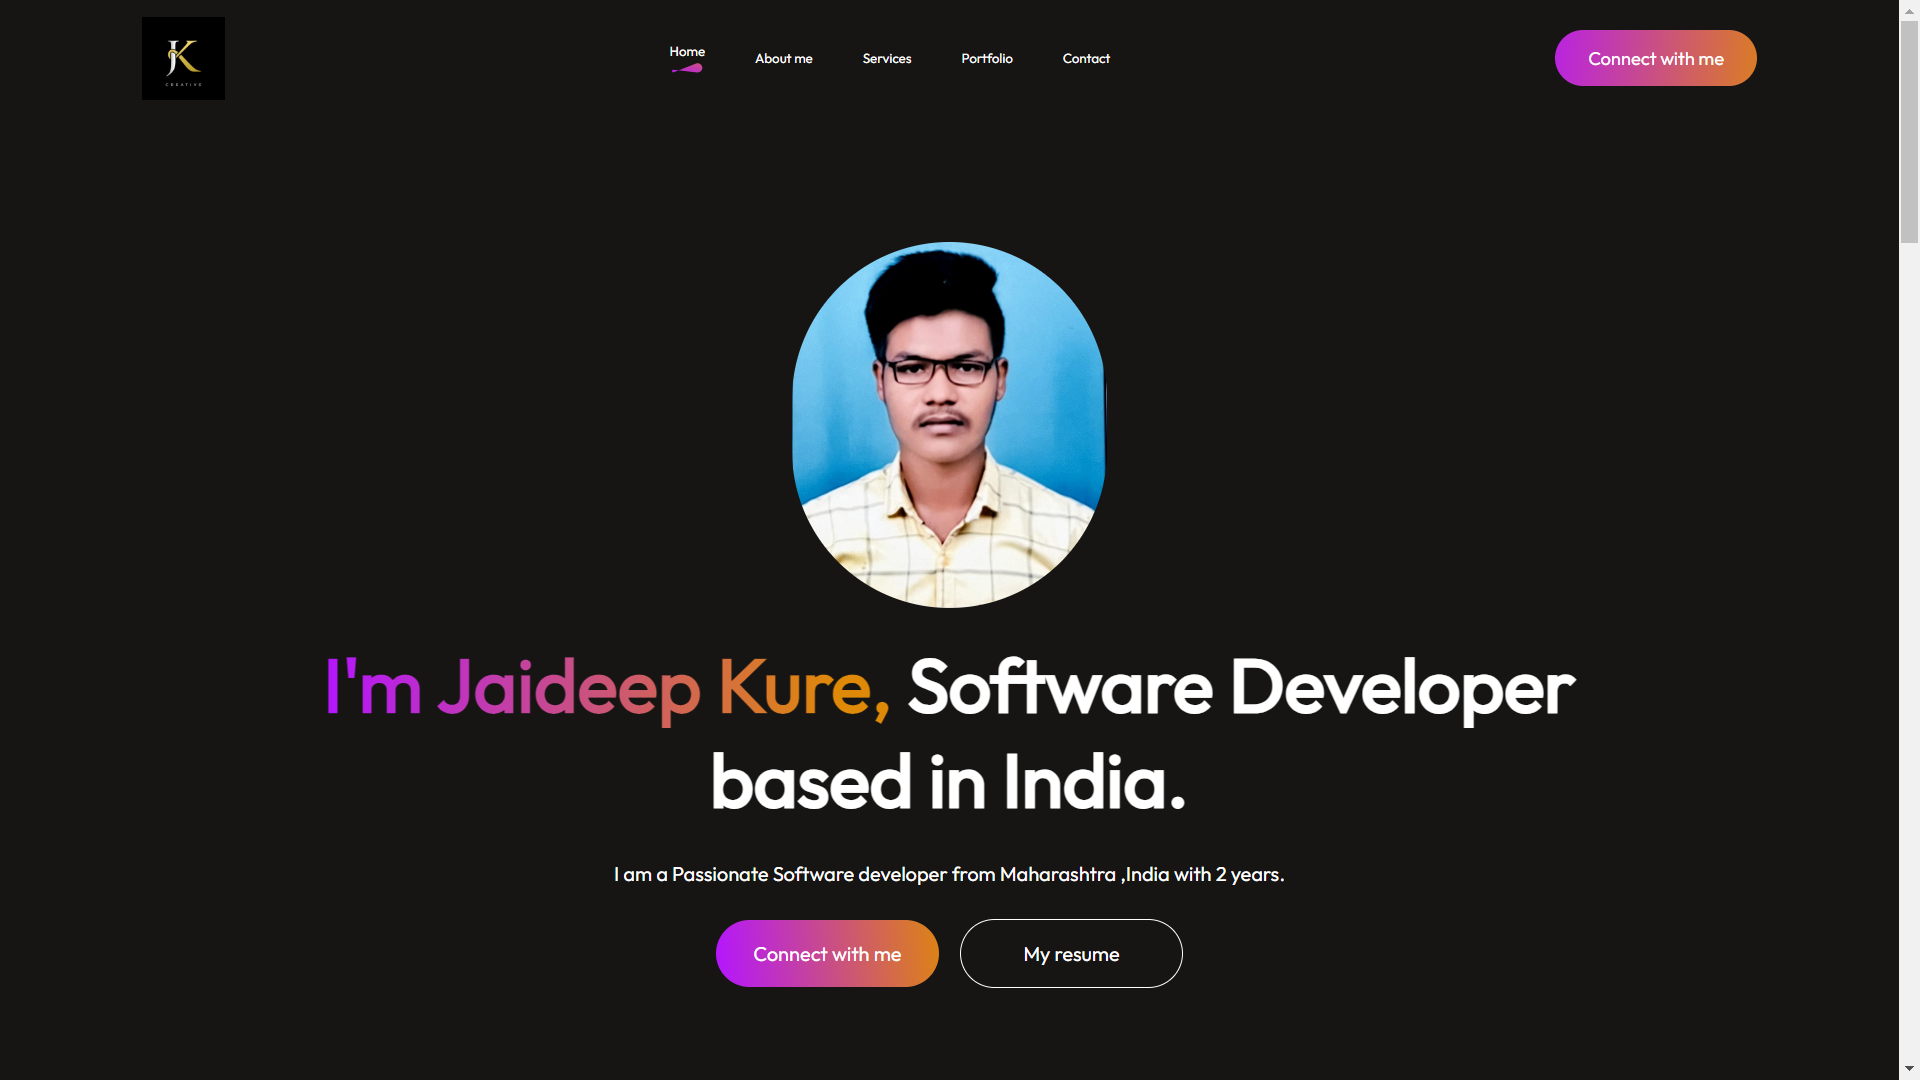 JK
CREATIVE
Home
About me
Services
Portfolio
Contact
Connect with me
I'm Jaideep Kure, Software Developer
based in India.
I am a Passionate Software developer from Maharashtra ,India with 2 years.
Connect with me
My resume